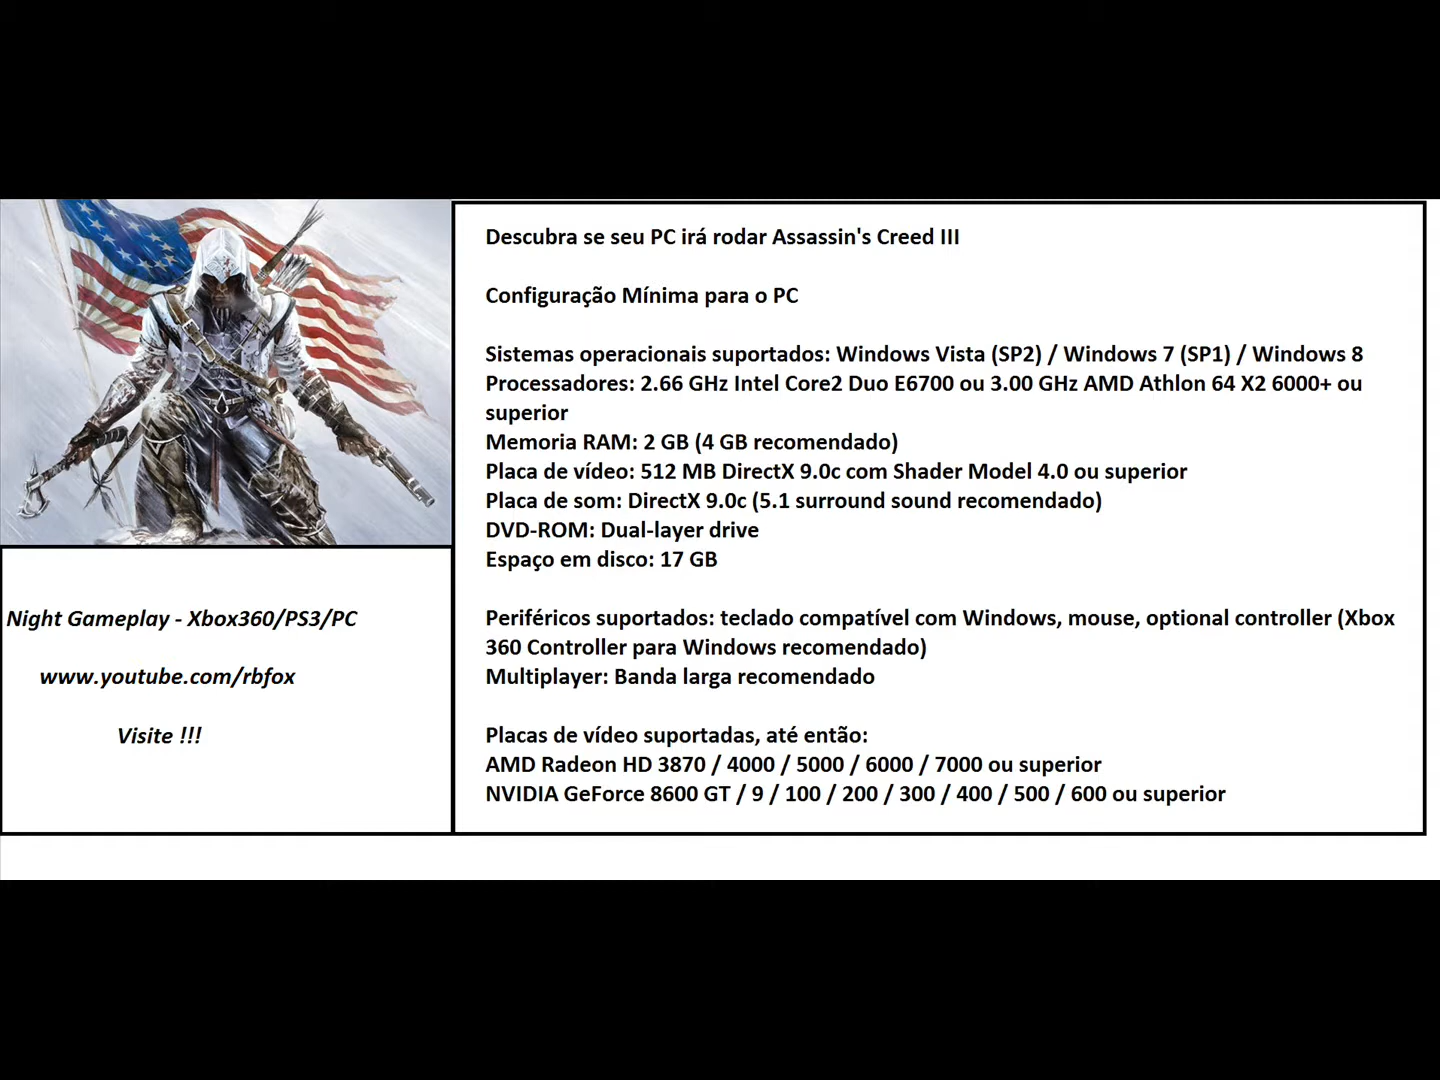 Descubra se seu PC irá rodar Assassin's Creed III
Configuração Mínima para o PC
Sistemas operacionais suportados: Windows Vista (SP2) / Windows 7 (SP1) / Windows 8
Processadores: 2.66 GHz Intel Core2 Duo E6700 ou 3.00 GHz AMD Athlon 64 X2 6000+ ou
superior
Memoria RAM: 2 GB (4 GB recomendado)
Placa de vídeo: 512 MB DirectX 9.0c com Shader Model 4.0 ou superior
Placa de som: DirectX 9.0c (5.1 surround sound recomendado)
DVD-ROM: Dual-layer drive
Espaço em disco: 17 GB
Periféricos suportados: teclado compatível com Windows, mouse, optional controller (Xbox
360 Controller para Windows recomendado)
Multiplayer: Banda larga recomendado
Placas de vídeo suportadas, até então:
AMD Radeon HD 3870 / 4000 / 5000 / 6000 / 7000 ou superior
NVIDIA GeForce 8600 GT / 9 / 100 / 200 / 300 / 400 / 500 / 600 ou superior
Night Gameplay - Xbox360/PS3/PC
www.youtube.com/rbfox
Visite !!!